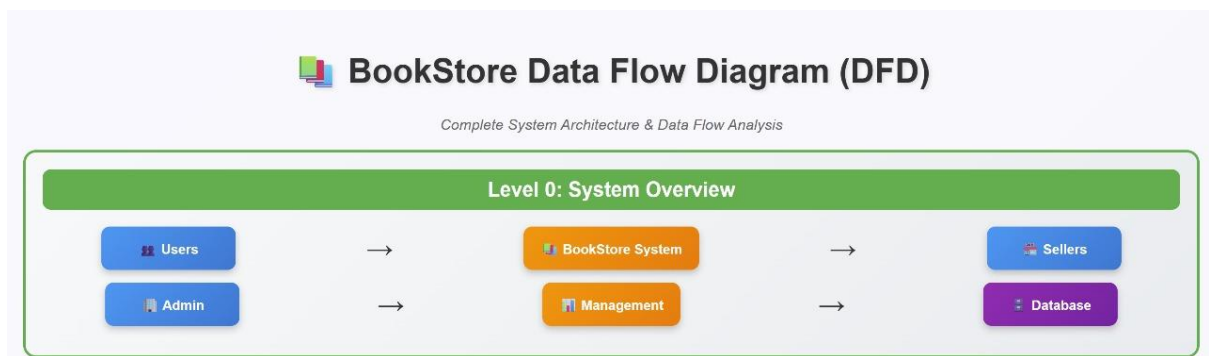 BookStore Data Flow Diagram (DFD)
Complete System Architecture & Data Flow Analysis
Level 0: System Overview
Users → BookStore System → Sellers
Admin → Management → Database